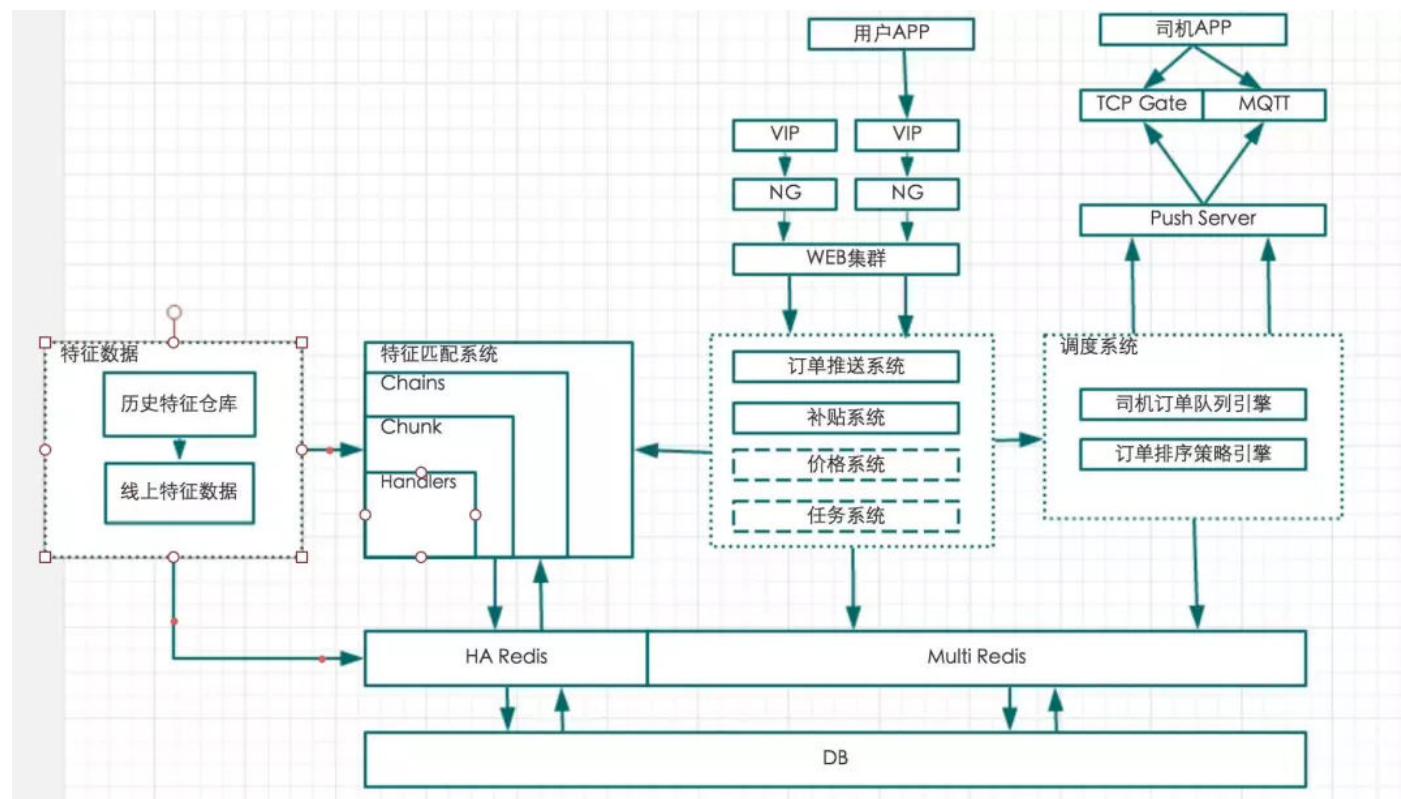 用户APP
司机APP
TCP Gate
MQTT
VIP
VIP
NG
NG
Push Server
WEB集群
特征数据
历史特征仓库
线上特征数据
特征匹配系统
Chains
Chunk
Handlers
订单推送系统
补贴系统
价格系统
任务系统
调度系统
司机订单队列引擎
订单排序策略引擎
HA Redis
Multi Redis
DB